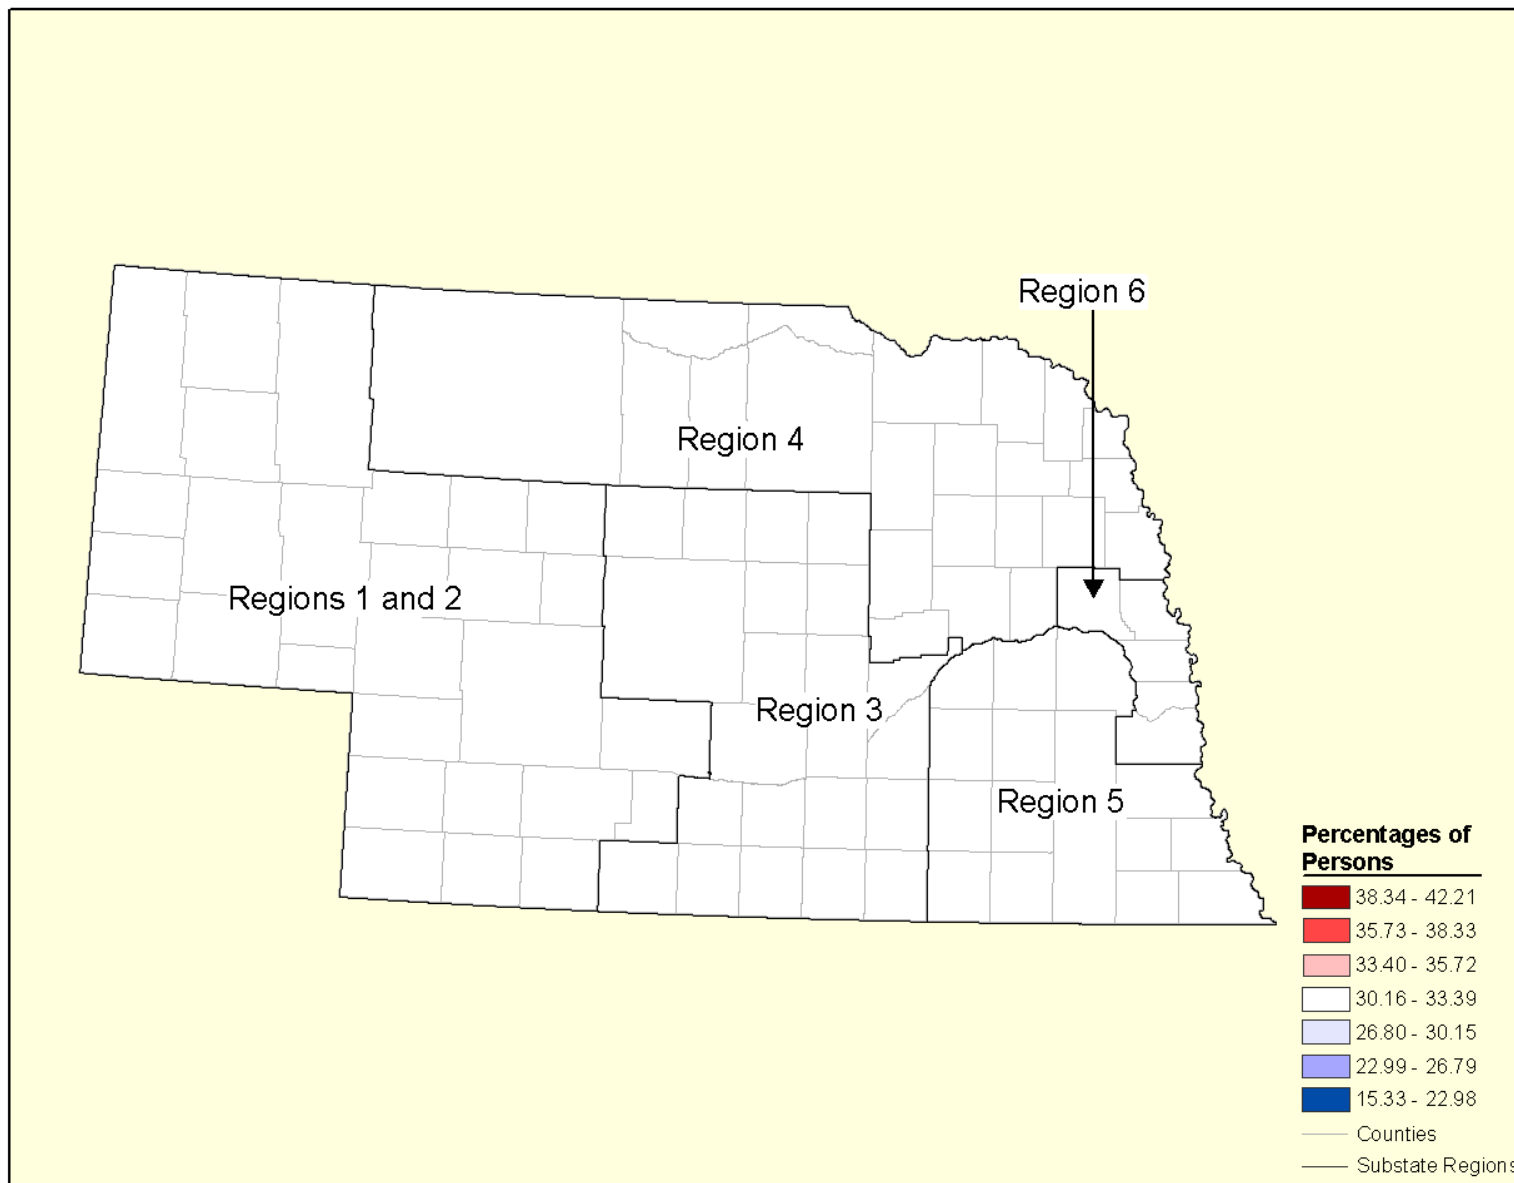 Region 6
Region 4
Regions 1 and 2
Region 3
Region 5
Percentages of
Persons
38.34 - 42.21
35.73 - 38.33
33.40 - 35.72
30.16 - 33.39
26.80 - 30.15
22.99 - 26.79
15.33 - 22.98
Counties
Substate Regions